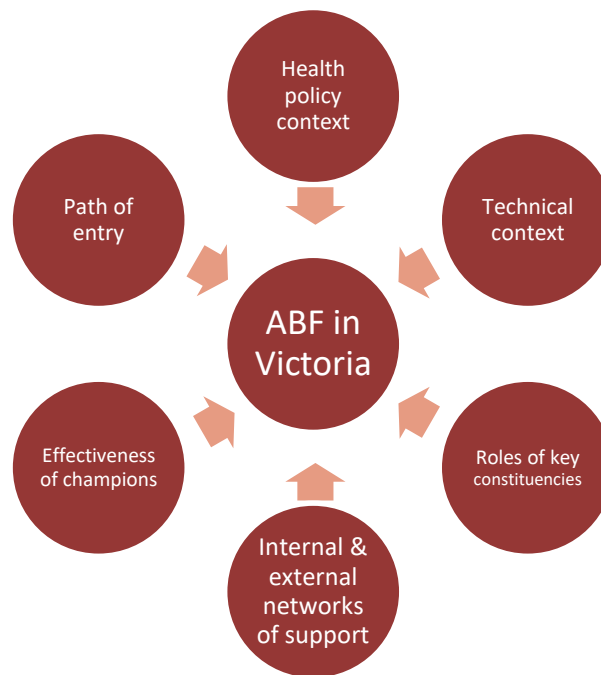 Health
policy
context
Path of
entry
Technical
context
ABF in
Victoria
Effectiveness
of champions
Roles of key
constituencies
Internal &
external
networks
of support